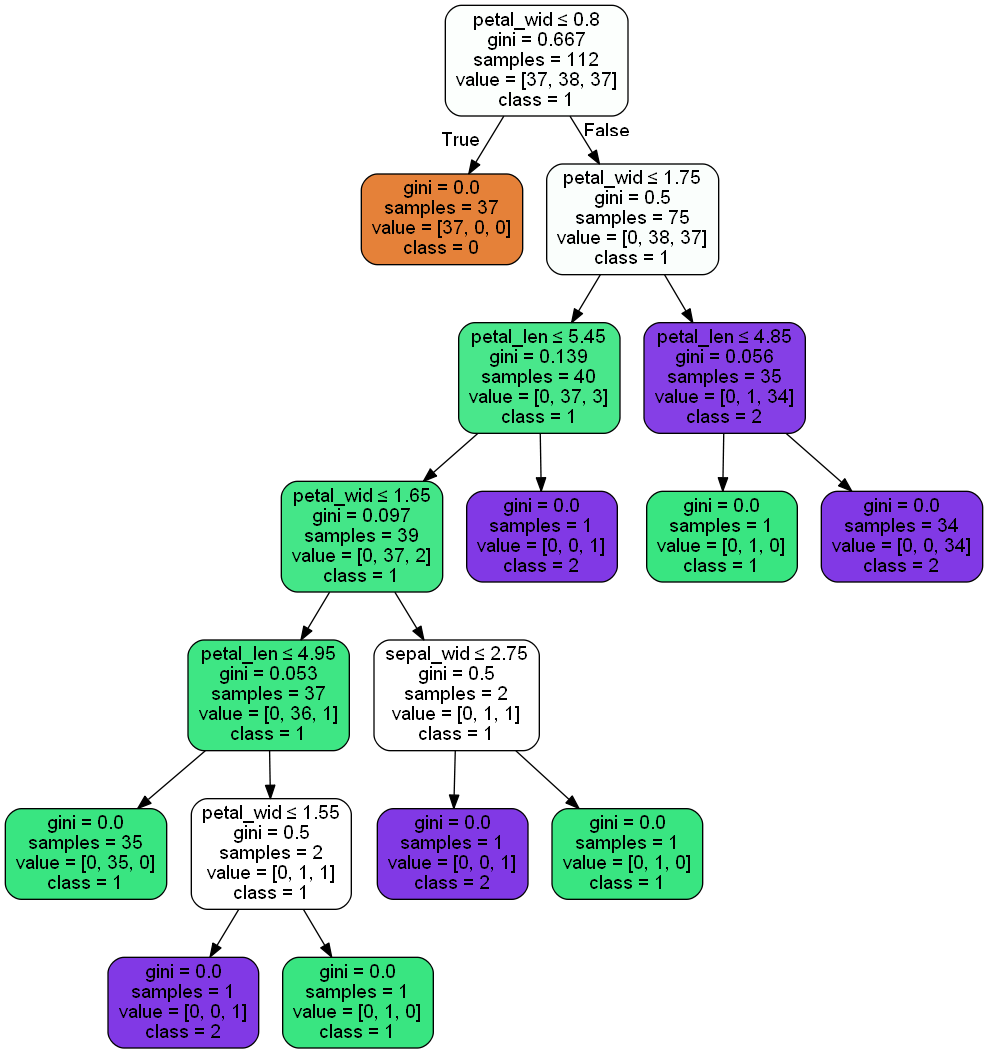 petal_wid ≤ 0.8
gini = 0.667
samples = 112
value = [37, 38, 37]
class = 1
True
False
gini = 0.0
samples = 37
value = [37, 0, 0]
class = 0
petal_wid ≤ 1.75
gini = 0.5
samples = 75
value = [0, 38, 37]
class = 1
petal_len ≤ 5.45
gini = 0.139
samples = 40
value = [0, 37, 3]
class = 1
petal_len ≤ 4.85
gini = 0.056
samples = 35
value = [0, 1, 34]
class = 2
petal_wid ≤ 1.65
gini = 0.097
samples = 39
value = [0, 37, 2]
class = 1
gini = 0.0
samples = 1
value = [0, 0, 1]
class = 2
gini = 0.0
samples = 1
value = [0, 1, 0]
class = 1
gini = 0.0
samples = 34
value = [0, 0, 34]
class = 2
petal_len ≤ 4.95
gini = 0.053
samples = 37
value = [0, 36, 1]
class = 1
sepal_wid ≤ 2.75
gini = 0.5
samples = 2
value = [0, 1, 1]
class = 1
gini = 0.0
samples = 35
value = [0, 35, 0]
class = 1
petal_wid ≤ 1.55
gini = 0.5
samples = 2
value = [0, 1, 1]
class = 1
gini = 0.0
samples = 1
value = [0, 0, 1]
class = 2
gini = 0.0
samples = 1
value = [0, 1, 0]
class = 1
gini = 0.0
samples = 1
value = [0, 0, 1]
class = 2
gini = 0.0
samples = 1
value = [0, 1, 0]
class = 1